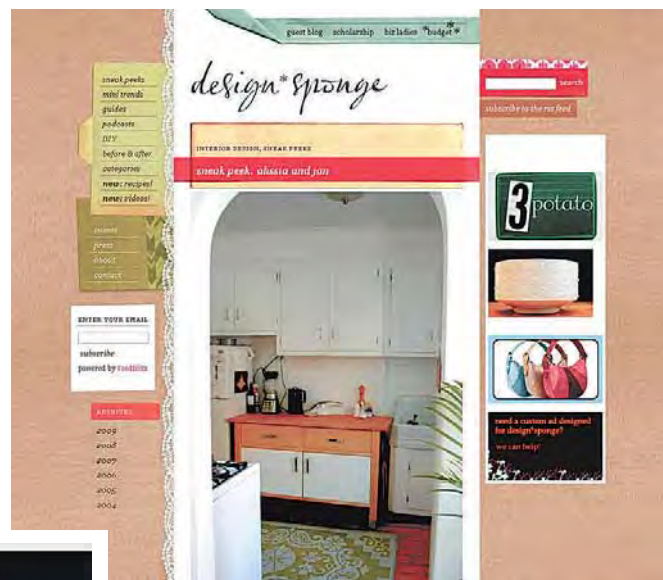 guest blog scholarship biz ladies *budget*
design*sponge
sneak peeks
mini trends
guides
podcasts
DIY
before & after
categories
new: recipes!
new: videos!
events
press
about
contact
ENTER YOUR EMAIL
subscribe
powered by FeedBlitz
ARCHIVES
2009
2008
2007
2006
2005
2004
INTERIOR DESIGN, SNEAK PEEKS
sneak peek: alissia and jan
search
subscribe to the rss feed
3 potato
need a custom ad designed
for design*sponge?
we can help!